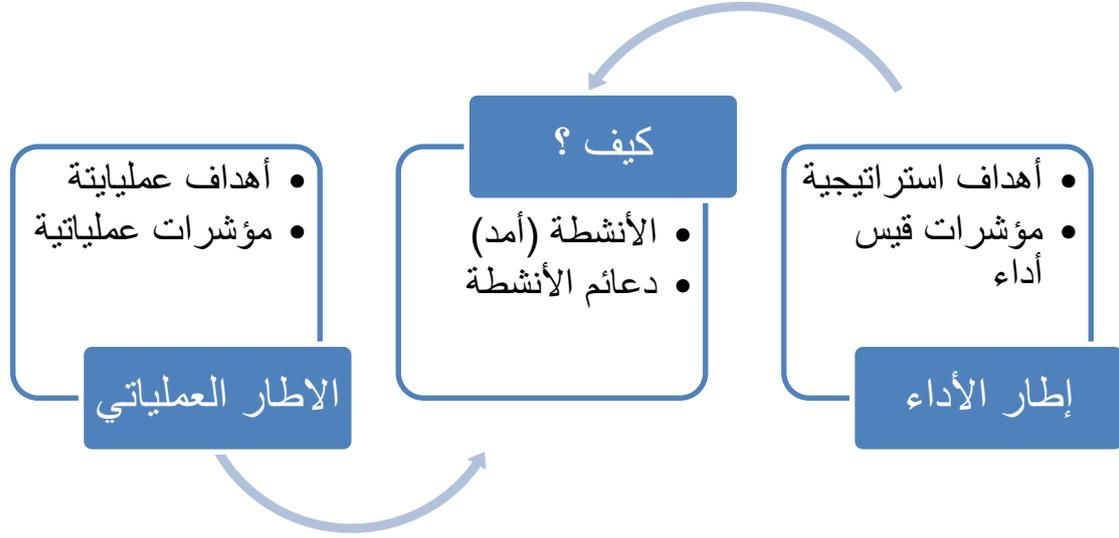 أهداف استراتيجية
مؤشرات قيس
أداء
إطار الأداء
كيف ؟
الأنشطة (أمد)
دعائم الأنشطة
أهداف عمليايتة
مؤشرات عملياتية
الاطار العملياتي